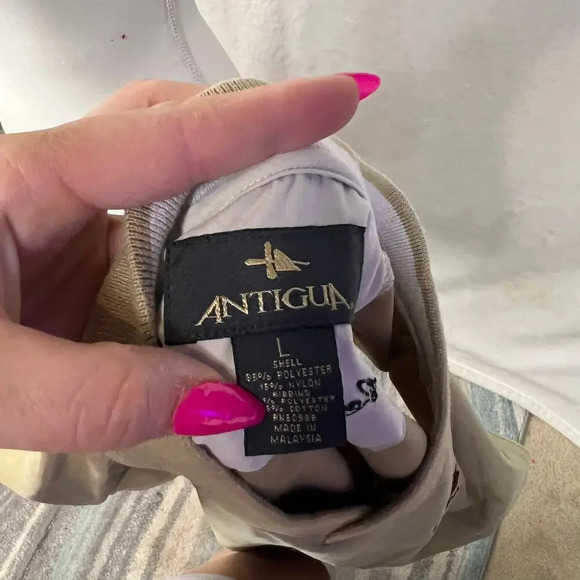 ANTIGUA
L
SHELL
85% POLYESTER
15% NYLON
RIBBING
% POLYESTER
% COTTON
MADE IN
MALAYSIA